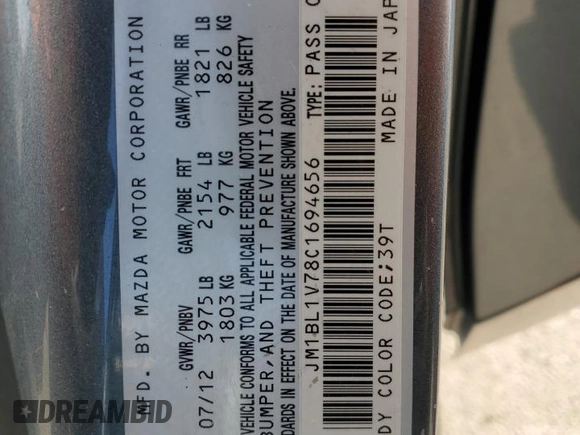 MFD. BY MAZDA MOTOR CORPORATION
GVWR/PNBV GAWR/PNBE FRT GAWR/PNBE RR
07/12 3975 LB 2154 LB 1821 LB
1803 KG 977 KG 826 KG
VEHICLE CONFORMS TO ALL APPLICABLE FEDERAL MOTOR VEHICLE SAFETY
BUMPER, AND THEFT PREVENTION
DARDS IN EFFECT ON THE DATE OF MANUFACTURE SHOWN ABOVE.
JM1BL1V78C1694656 TYPE: PASS C
DY COLOR CODE;39T MADE IN JAP
DREAMBID